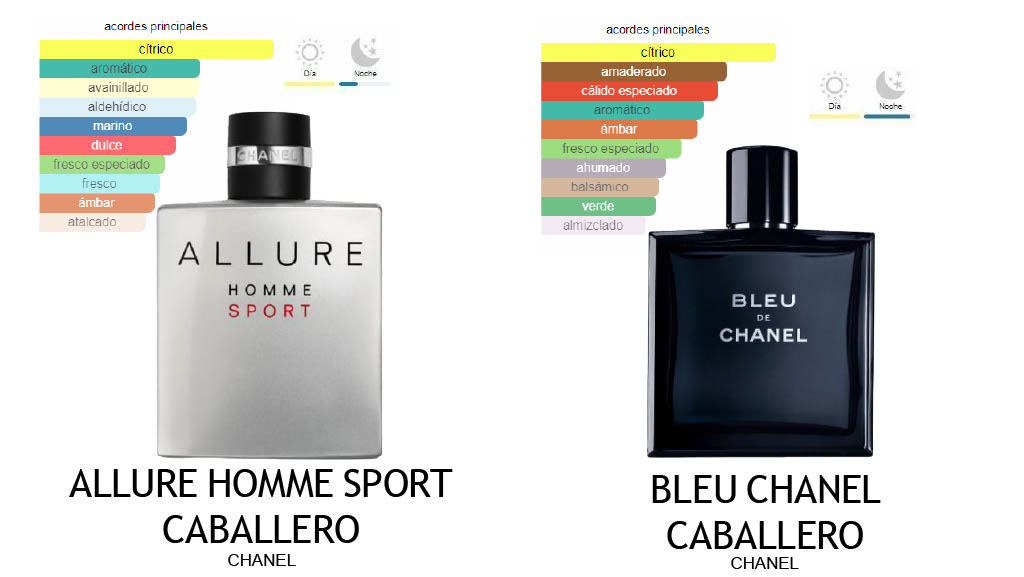 acordes principales
cítrico
aromático
avainillado
aldehídico
marino
dulce
fresco especiado
fresco
ámbar
atalcado
Día
Noche
CHANEL
ALLURE
HOMME
SPORT
ALLURE HOMME SPORT
CABALLERO
CHANEL
acordes principales
cítrico
amaderado
cálido especiado
aromático
ámbar
fresco especiado
ahumado
balsámico
verde
almizclado
Día
Noche
BLEU
DE
CHANEL
BLEU CHANEL
CABALLERO
CHANEL